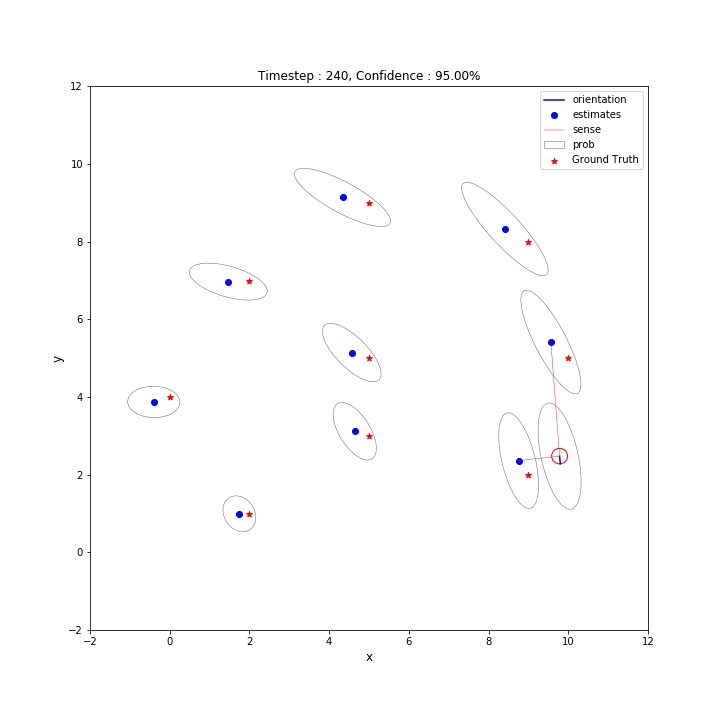 Timestep : 240, Confidence : 95.00%
orientation
estimates
sense
prob
Ground Truth
12
10
8
6
4
2
0
−2
y
−2 0 2 4 6 8 10 12
x